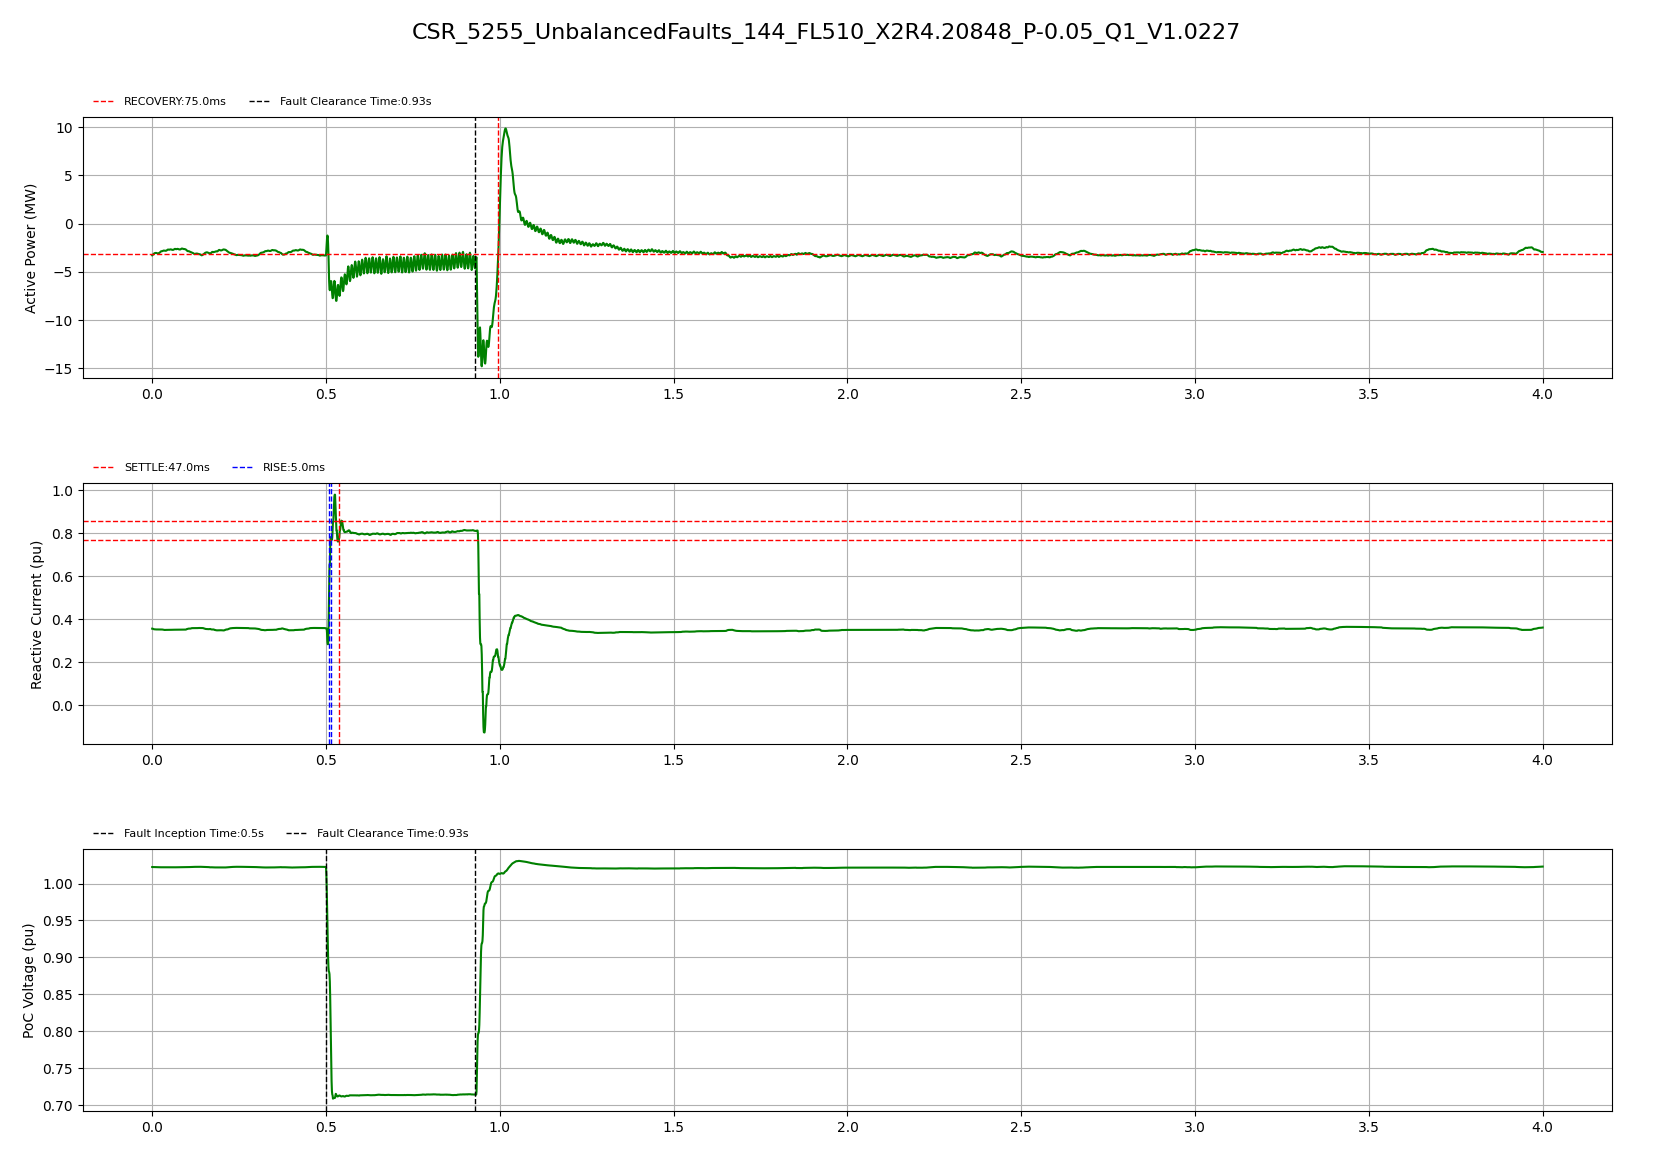 CSR_5255_UnbalancedFaults_144_FL510_X2R4.20848_P-0.05_Q1_V1.0227
RECOVERY:75.0ms Fault Clearance Time:0.93s
Active Power (MW)
10
5
0
−5
−10
−15
0.0 0.5 1.0 1.5 2.0 2.5 3.0 3.5 4.0
SETTLE:47.0ms RISE:5.0ms
Reactive Current (pu)
1.0
0.8
0.6
0.4
0.2
0.0
0.0 0.5 1.0 1.5 2.0 2.5 3.0 3.5 4.0
Fault Inception Time:0.5s Fault Clearance Time:0.93s
PoC Voltage (pu)
1.00
0.95
0.90
0.85
0.80
0.75
0.70
0.0 0.5 1.0 1.5 2.0 2.5 3.0 3.5 4.0